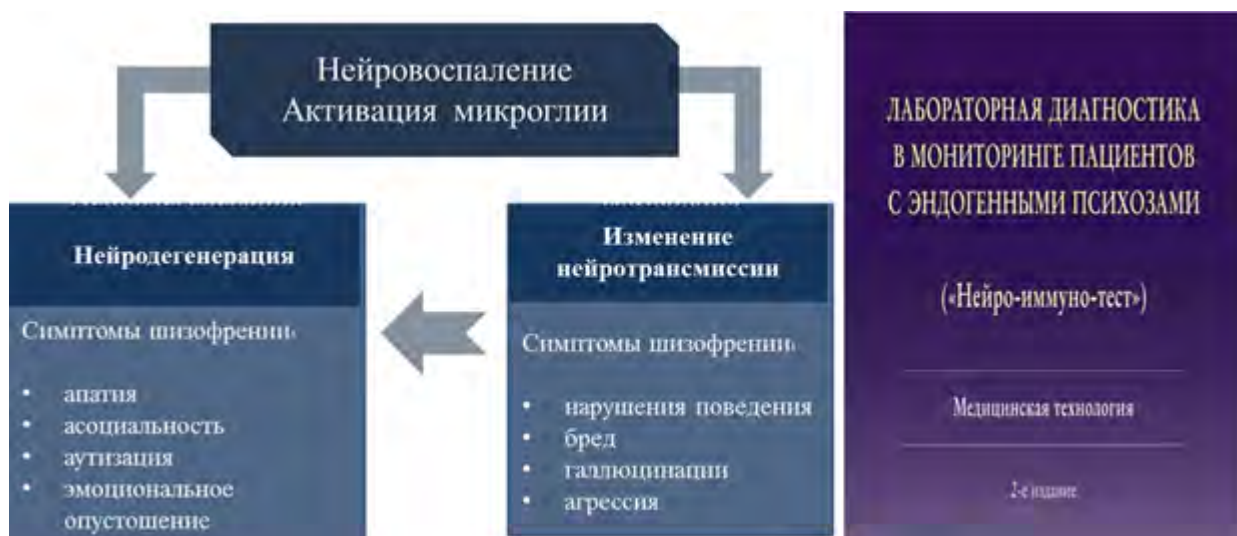 Нейровоспаление
Активация микроглии
Нейродегенерация
Симптомы шизофрении:
• апатия
• асоциальность
• аутизация
• эмоциональное
опустошение
Изменение
нейротрансмиссии
Симптомы шизофрении:
• нарушения поведения
• бред
• галлюцинации
• агрессия
ЛАБОРАТОРНАЯ ДИАГНОСТИКА
В МОНИТОРИНГЕ ПАЦИЕНТОВ
С ЭНДОГЕННЫМИ ПСИХОЗАМИ
(«Нейро-иммуно-тест»)
Медицинская технология
2-е издание